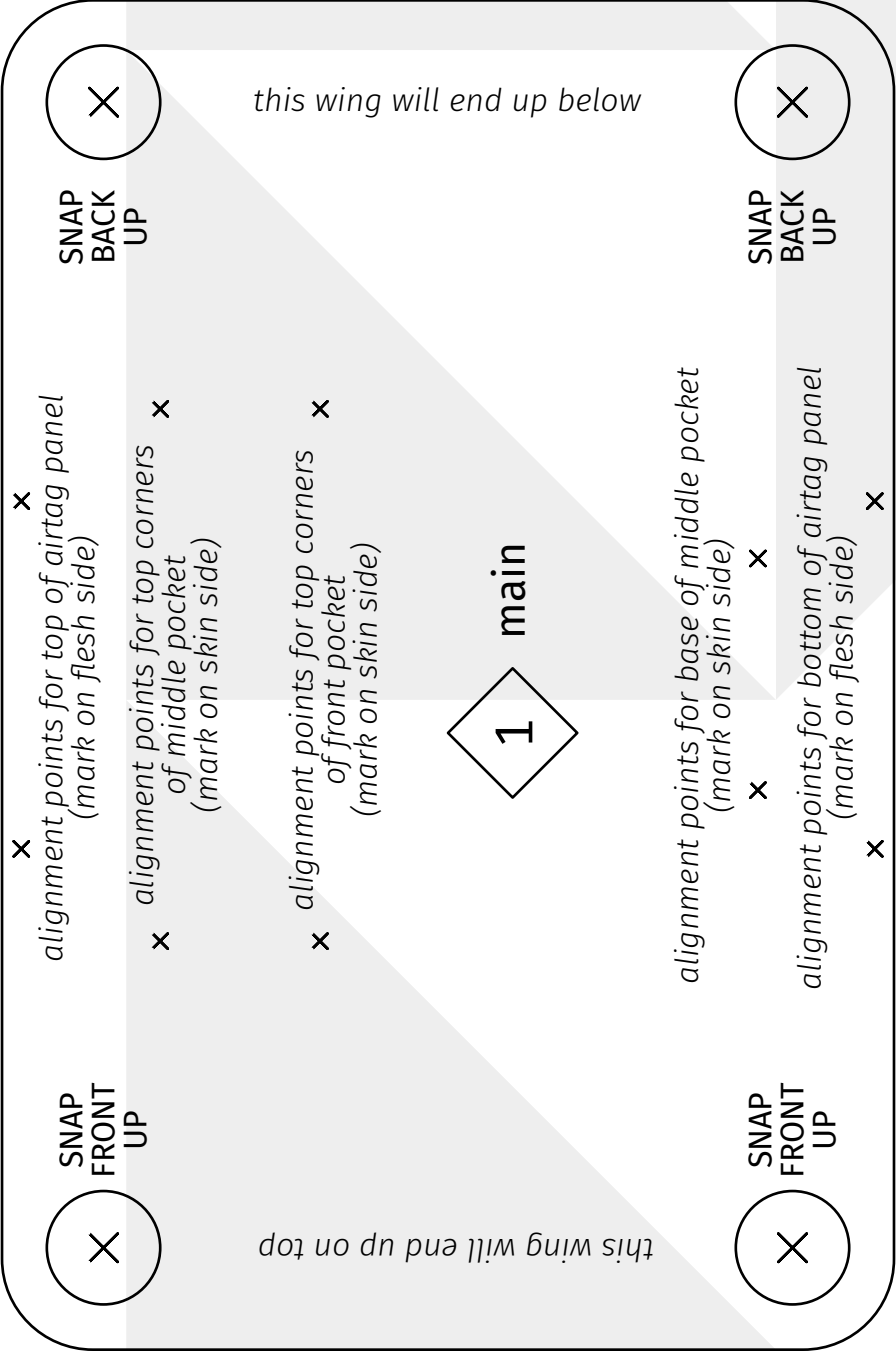 this wing will end up below
SNAP
BACK
UP
SNAP
BACK
UP
alignment points for top of airtag panel
(mark on flesh side)
alignment points for top corners
of middle pocket
(mark on skin side)
alignment points for top corners
of front pocket
(mark on skin side)
1 main
alignment points for base of middle pocket
(mark on skin side)
alignment points for bottom of airtag panel
(mark on flesh side)
SNAP
FRONT
UP
SNAP
FRONT
UP
this wing will end up on top